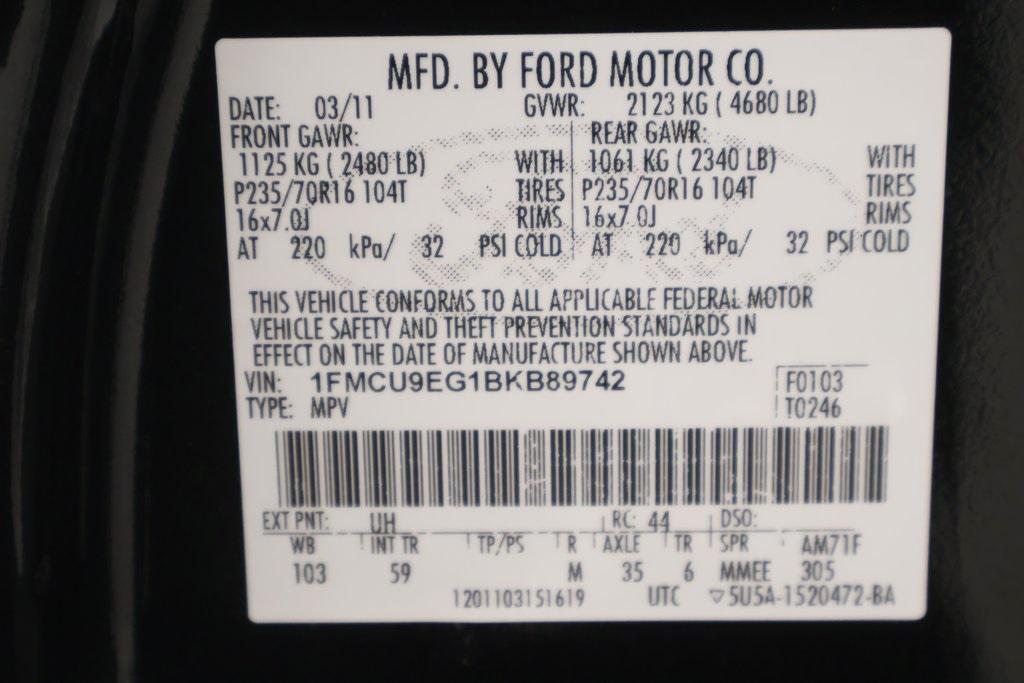 MFD. BY FORD MOTOR CO.
DATE: 03/11 GVWR: 2123 KG ( 4680 LB)
FRONT GAWR: REAR GAWR:
1125 KG ( 2480 LB) WITH 1061 KG ( 2340 LB) WITH
P235/70R16 104T TIRES P235/70R16 104T TIRES
16x7.0J RIMS 16x7.0J RIMS
AT 220 kPa/ 32 PSI COLD AT 220 kPa/ 32 PSI COLD
THIS VEHICLE CONFORMS TO ALL APPLICABLE FEDERAL MOTOR
VEHICLE SAFETY AND THEFT PREVENTION STANDARDS IN
EFFECT ON THE DATE OF MANUFACTURE SHOWN ABOVE.
VIN: 1FMCU9EG1BKB89742 F0103
TYPE: MPV T0246
EXT PNT: UH RC: 44 DSO:
WB INT TR TP/PS R AXLE TR SPR AM71F
103 59 M 35 6 MMEE 305
1201103151619 UTC ▽5U5A-1520472-BA